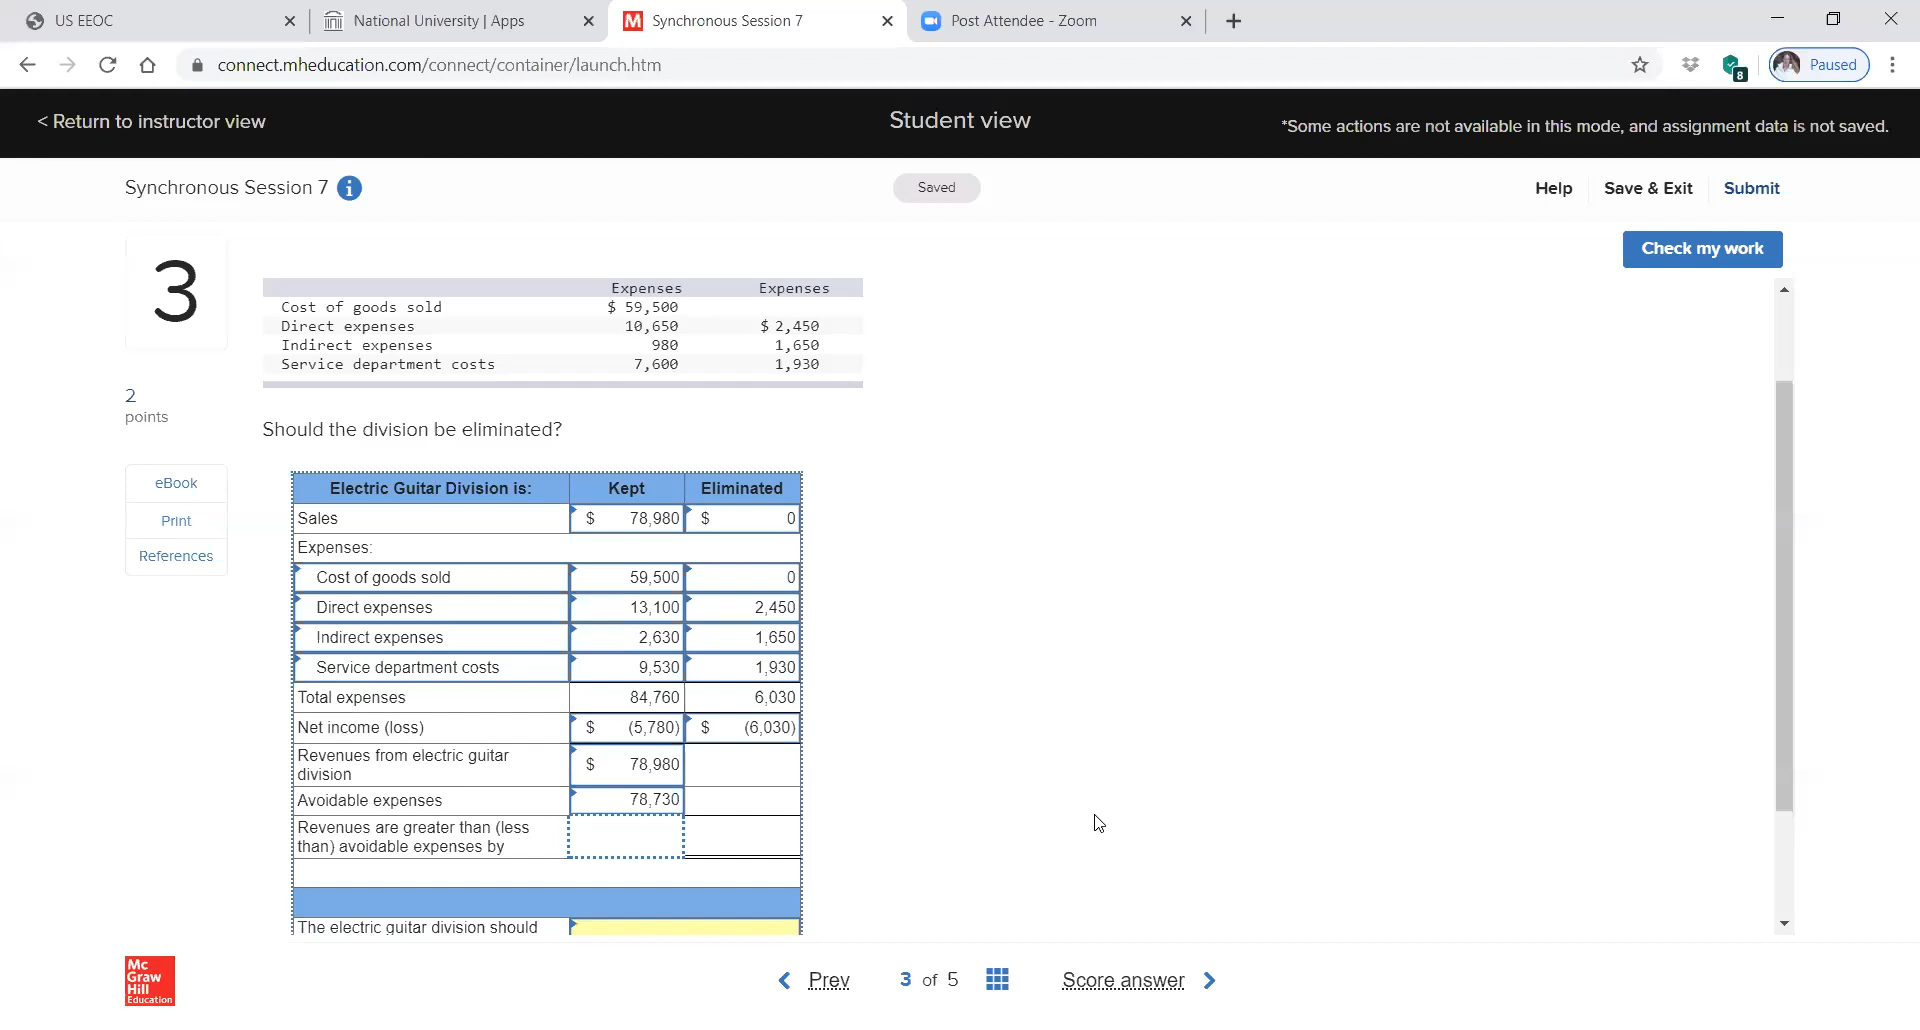 US EEOC
National University | Apps
M Synchronous Session 7
Post Attendee - Zoom
connect.mheducation.com/connect/container/launch.htm
8
Paused
< Return to instructor view
Student view
*Some actions are not available in this mode, and assignment data is not saved.
Synchronous Session 7 i
Saved
Help
Save & Exit
Submit
Check my work
3
2
points
eBook
Print
References
Expenses Expenses
Cost of goods sold $ 59,500
Direct expenses 10,650 $ 2,450
Indirect expenses 980 1,650
Service department costs 7,600 1,930
Should the division be eliminated?
Electric Guitar Division is: Kept Eliminated
Sales $ 78,980 $ 0
Expenses:
Cost of goods sold 59,500 0
Direct expenses 13,100 2,450
Indirect expenses 2,630 1,650
Service department costs 9,530 1,930
Total expenses 84,760 6,030
Net income (loss) $ (5,780) $ (6,030)
Revenues from electric guitar
division $ 78,980
Avoidable expenses 78,730
Revenues are greater than (less
than) avoidable expenses by
The electric guitar division should
Mc
Graw
Hill
Education
Prev
3 of 5
Score answer